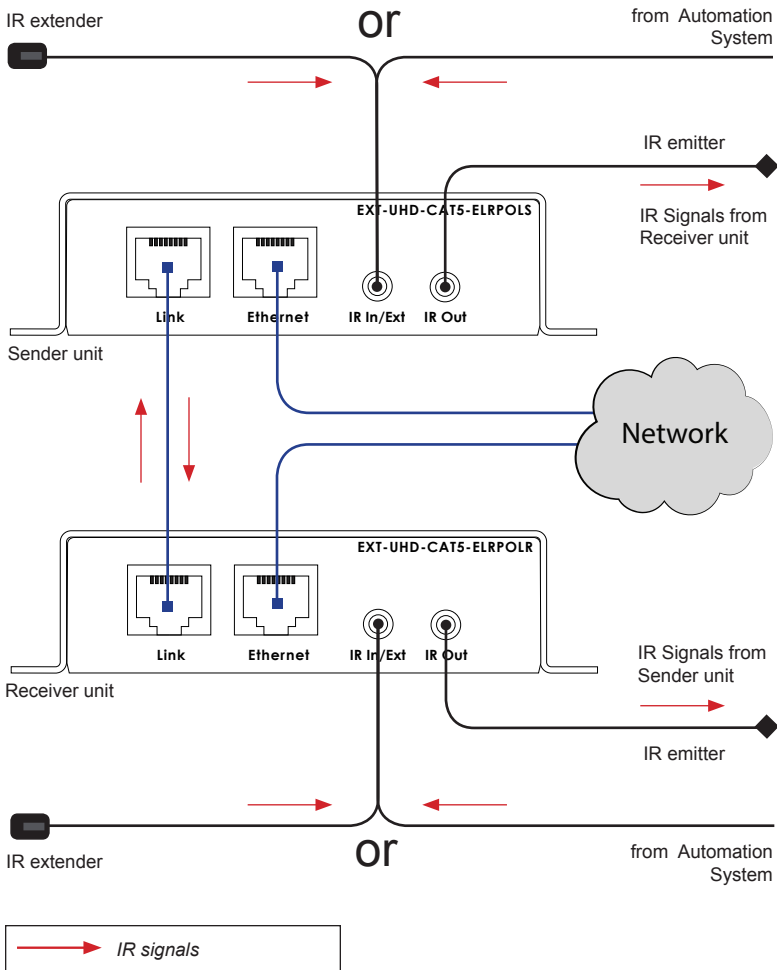 or
IR extender
from Automation
System
IR emitter
EXT-UHD-CAT5-ELRPOLS
IR Signals from
Receiver unit
Link
Ethernet
IR In/Ext
IR Out
Sender unit
Network
EXT-UHD-CAT5-ELRPOLR
Link
Ethernet
IR In/Ext
IR Out
IR Signals from
Sender unit
Receiver unit
IR emitter
or
IR extender
from Automation
System
IR signals